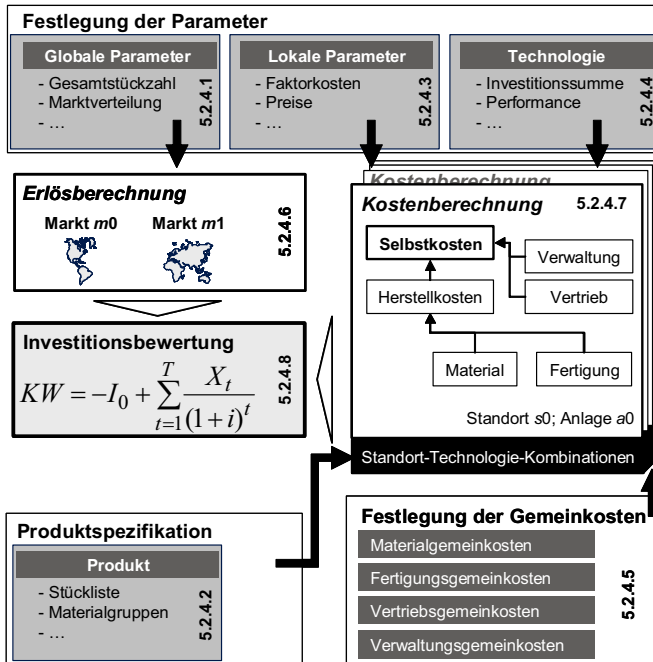 Festlegung der Parameter
Globale Parameter
- Gesamtstückzahl
- Marktverteilung
- ...
5.2.4.1
Lokale Parameter
- Faktorkosten
- Preise
- ...
5.2.4.3
Technologie
- Investitionssumme
- Performance
- ...
5.2.4.4
Erlösberechnung
Markt m0
Markt m1
5.2.4.6
Kostenberechnung
Kostenberechnung
5.2.4.7
Selbstkosten
Verwaltung
Herstellkosten
Vertrieb
Material
Fertigung
Standort s0; Anlage a0
Standort-Technologie-Kombinationen
Investitionsbewertung
KW = −I_0 + ∑_{t=1}^{T} X_t / (1 + i)^t
5.2.4.8
Produktspezifikation
Produkt
- Stückliste
- Materialgruppen
- ...
5.2.4.2
Festlegung der Gemeinkosten
Materialgemeinkosten
Fertigungsgemeinkosten
Vertriebsgemeinkosten
Verwaltungsgemeinkosten
5.2.4.5